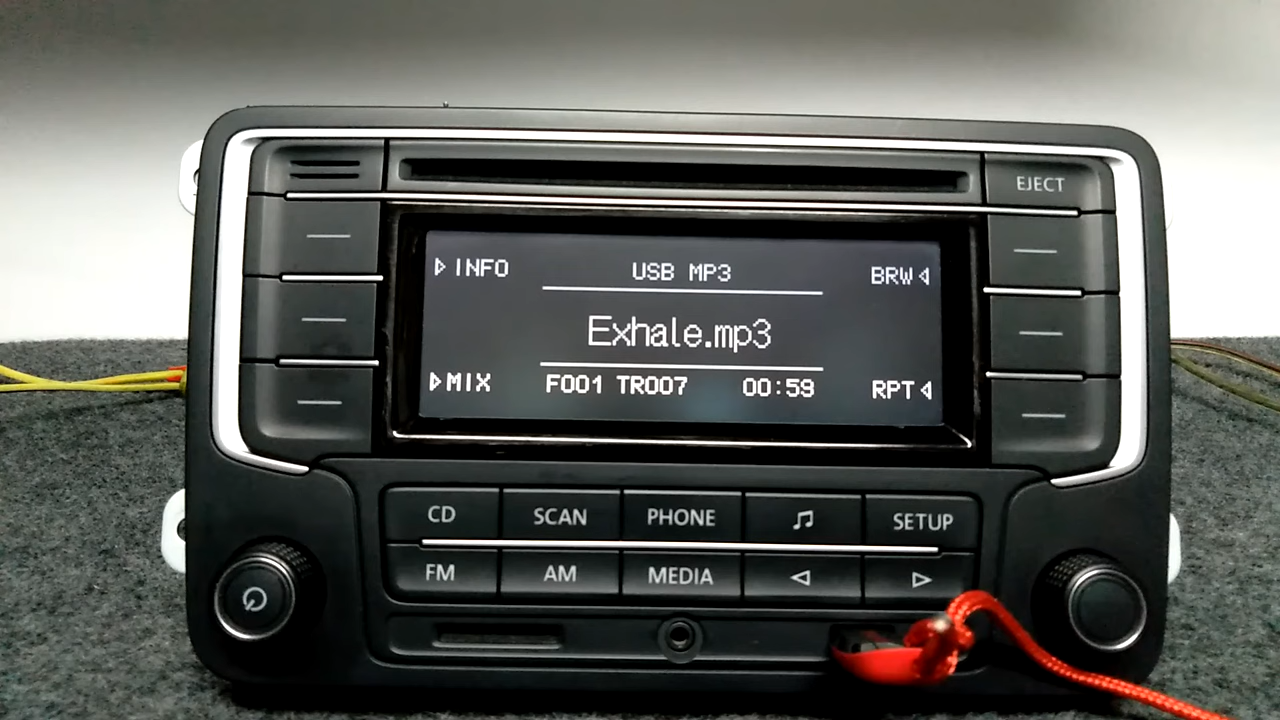 EJECT
INFO USB MP3 BRW
Exhale.mp3
MIX F001 TR007 00:59 RPT
CD SCAN PHONE SETUP
FM AM MEDIA